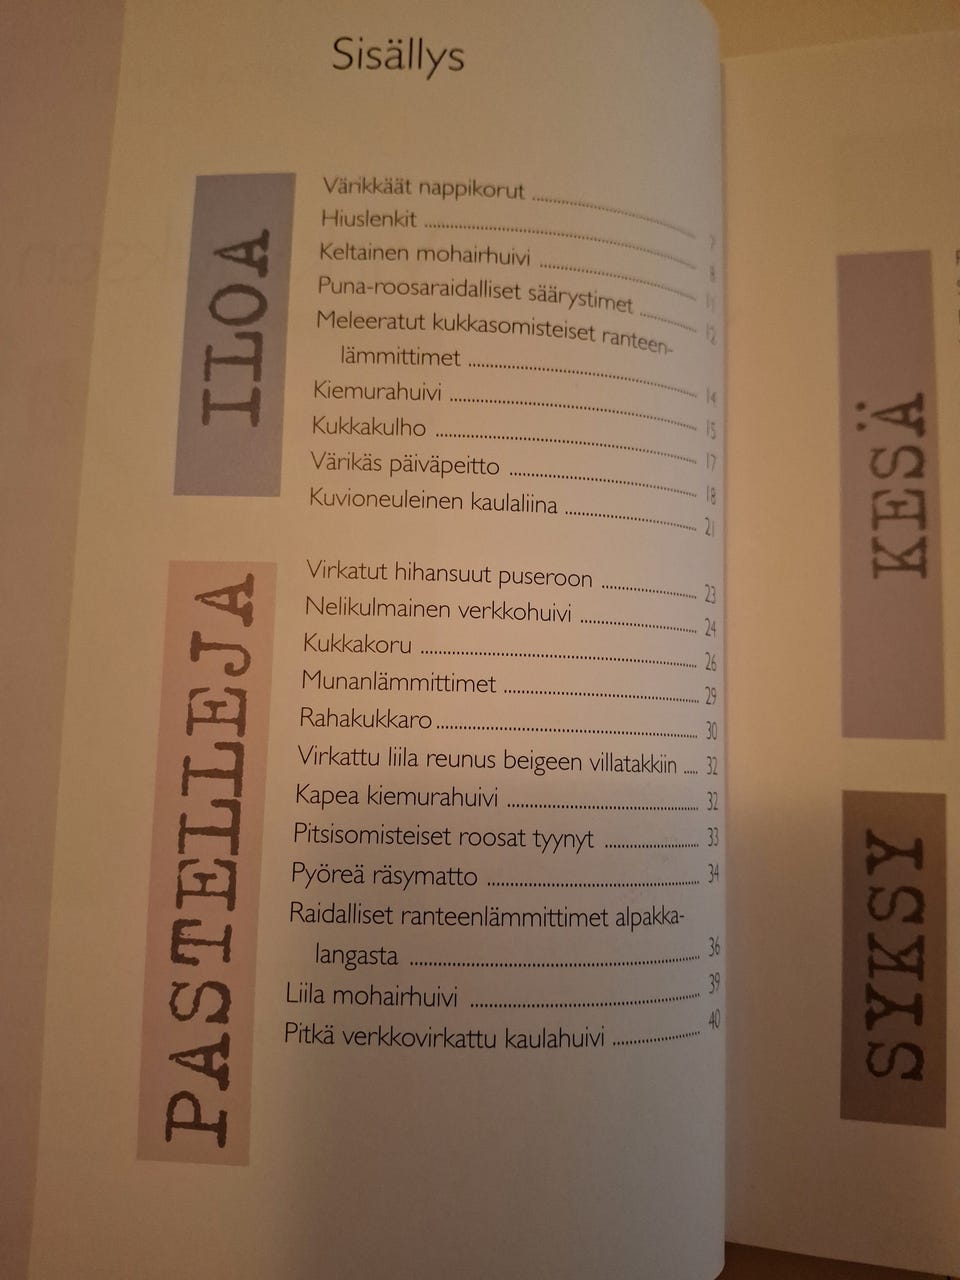 Sisällys
ILOA
Värikkäät nappikorut ........ 7
Hiuslenkit ........ 8
Keltainen mohairhuivi ........ 11
Puna-roosaraidalliset säärystimet ........ 12
Meleeratut kukkasomisteiset ranteen-
lämmittimet ........ 14
Kiemurahuivi ........ 15
Kukkakulho ........ 17
Värikäs päiväpeitto ........ 18
Kuvioneuleinen kaulaliina ........ 21
PASTELLEJA
Virkatut hihansuut puseroon ........ 23
Nelikulmainen verkkohuivi ........ 24
Kukkakoru ........ 26
Munanlämmittimet ........ 29
Rahakukkaro ........ 30
Virkattu liila reunus beigeen villatakkiin ..... 32
Kapea kiemurahuivi ........ 32
Pitsisomisteiset roosat tyynyt ........ 33
Pyöreä räsymatto ........ 34
Raidalliset ranteenlämmittimet alpakka-
langasta ........ 36
Liila mohairhuivi ........ 39
Pitkä verkkovirkattu kaulahuivi ........ 40
KESÄ
SYKSY